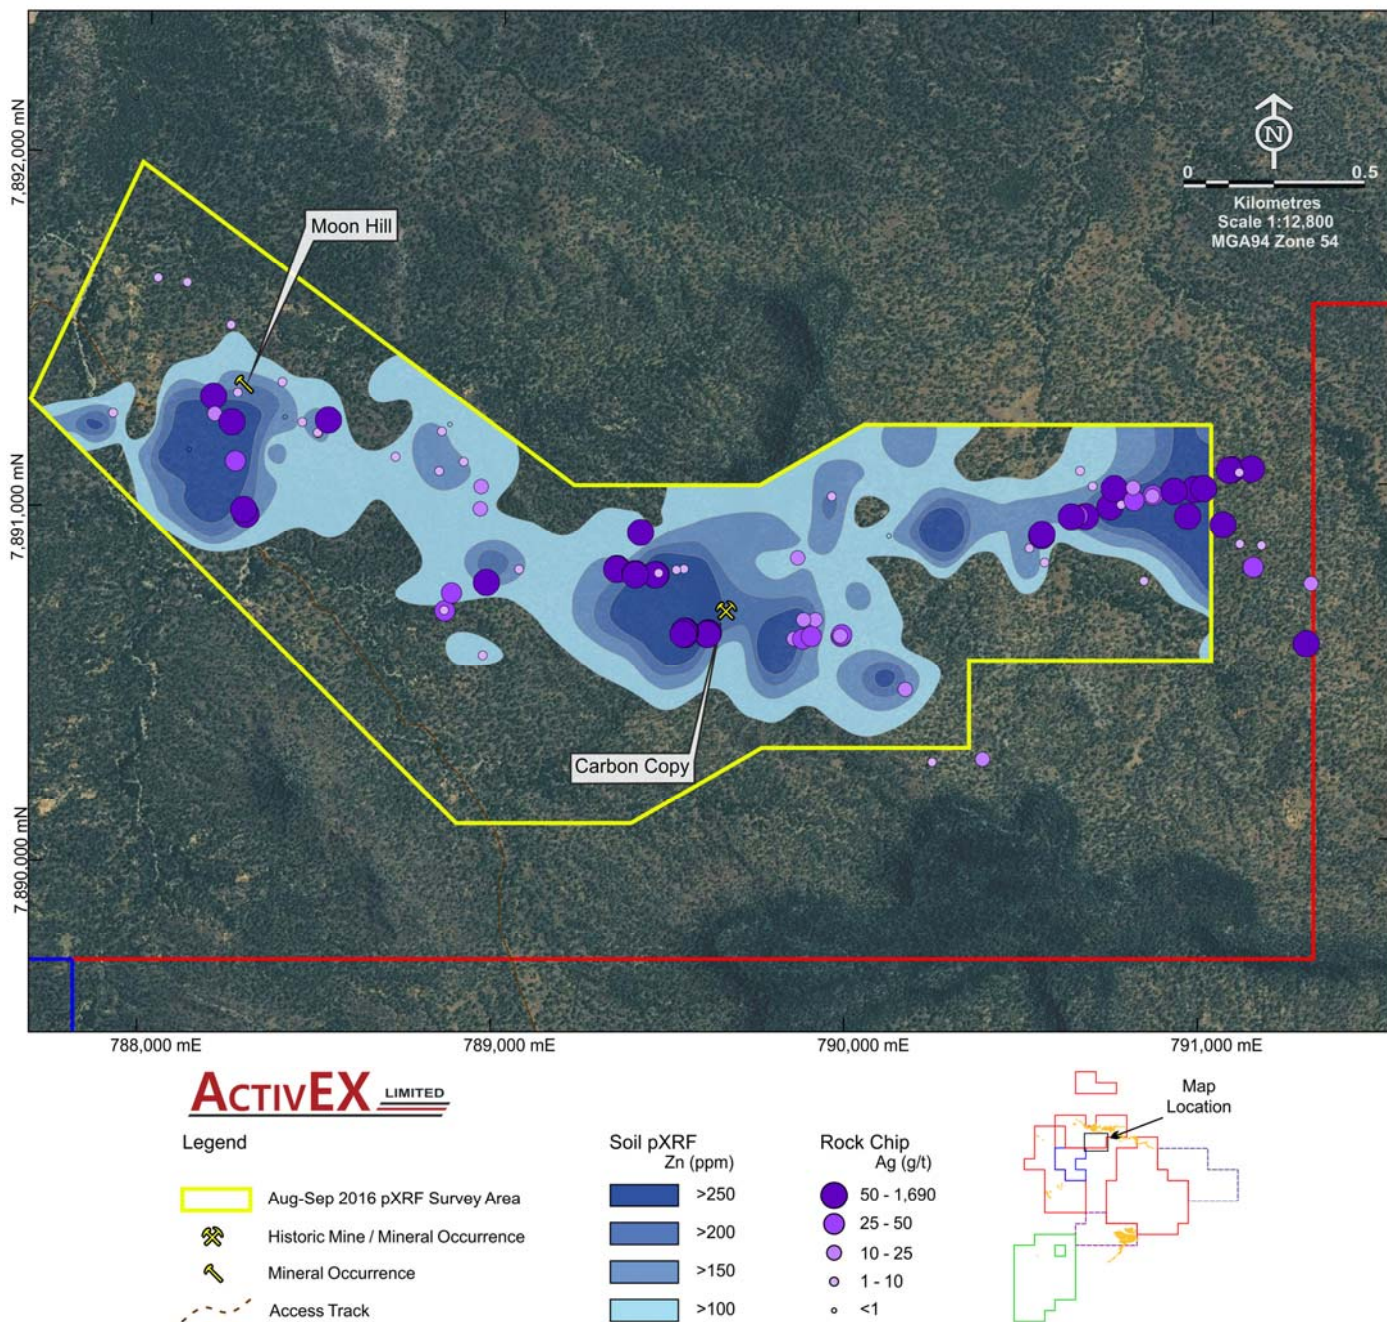 7,892,000 mN
N
0 0.5
Kilometres
Scale 1:12,800
MGA94 Zone 54
Moon Hill
7,891,000 mN
Carbon Copy
7,890,000 mN
788,000 mE 789,000 mE 790,000 mE 791,000 mE
ACTIVEX LIMITED
Map
Location
Legend
Aug-Sep 2016 pXRF Survey Area
Historic Mine / Mineral Occurrence
Mineral Occurrence
Access Track
Soil pXRF
Zn (ppm)
>250
>200
>150
>100
Rock Chip
Ag (g/t)
50 - 1,690
25 - 50
10 - 25
1 - 10
<1